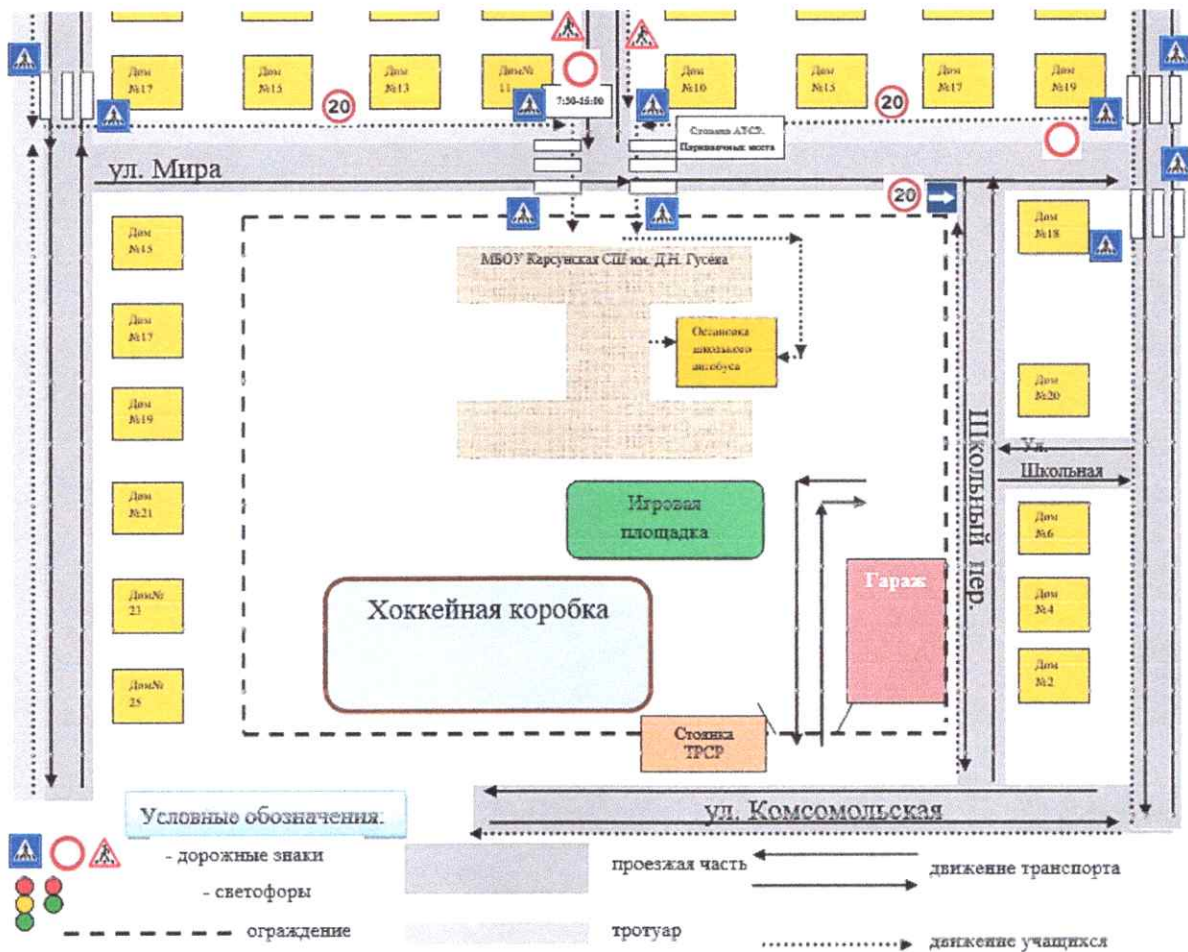 Дом
№17
Дом
№15
Дом
№13
Дом№
11
7:30-15:00
Дом
№10
Дом
№15
Дом
№17
Дом
№19
20
20
Стоянка
Парковочных места
ул. Мира
20
Дом
№15
Дом
№18
МБОУ Карсунская СШ им. Д.Н. Гусева
Дом
№17
Остановка
школьного
автобуса
Дом
№19
Дом
№20
Школьный пер.
Ул.
Школьная
Дом
№21
Игровая
площадка
Дом
№6
Гараж
Дом№
23
Хоккейная коробка
Дом
№4
Дом№
25
Дом
№2
Стоянка
ТРСР
ул. Комсомольская
Условные обозначения:
- дорожные знаки
- светофоры
ограждение
проезжая часть
тротуар
движение транспорта
движение учащихся